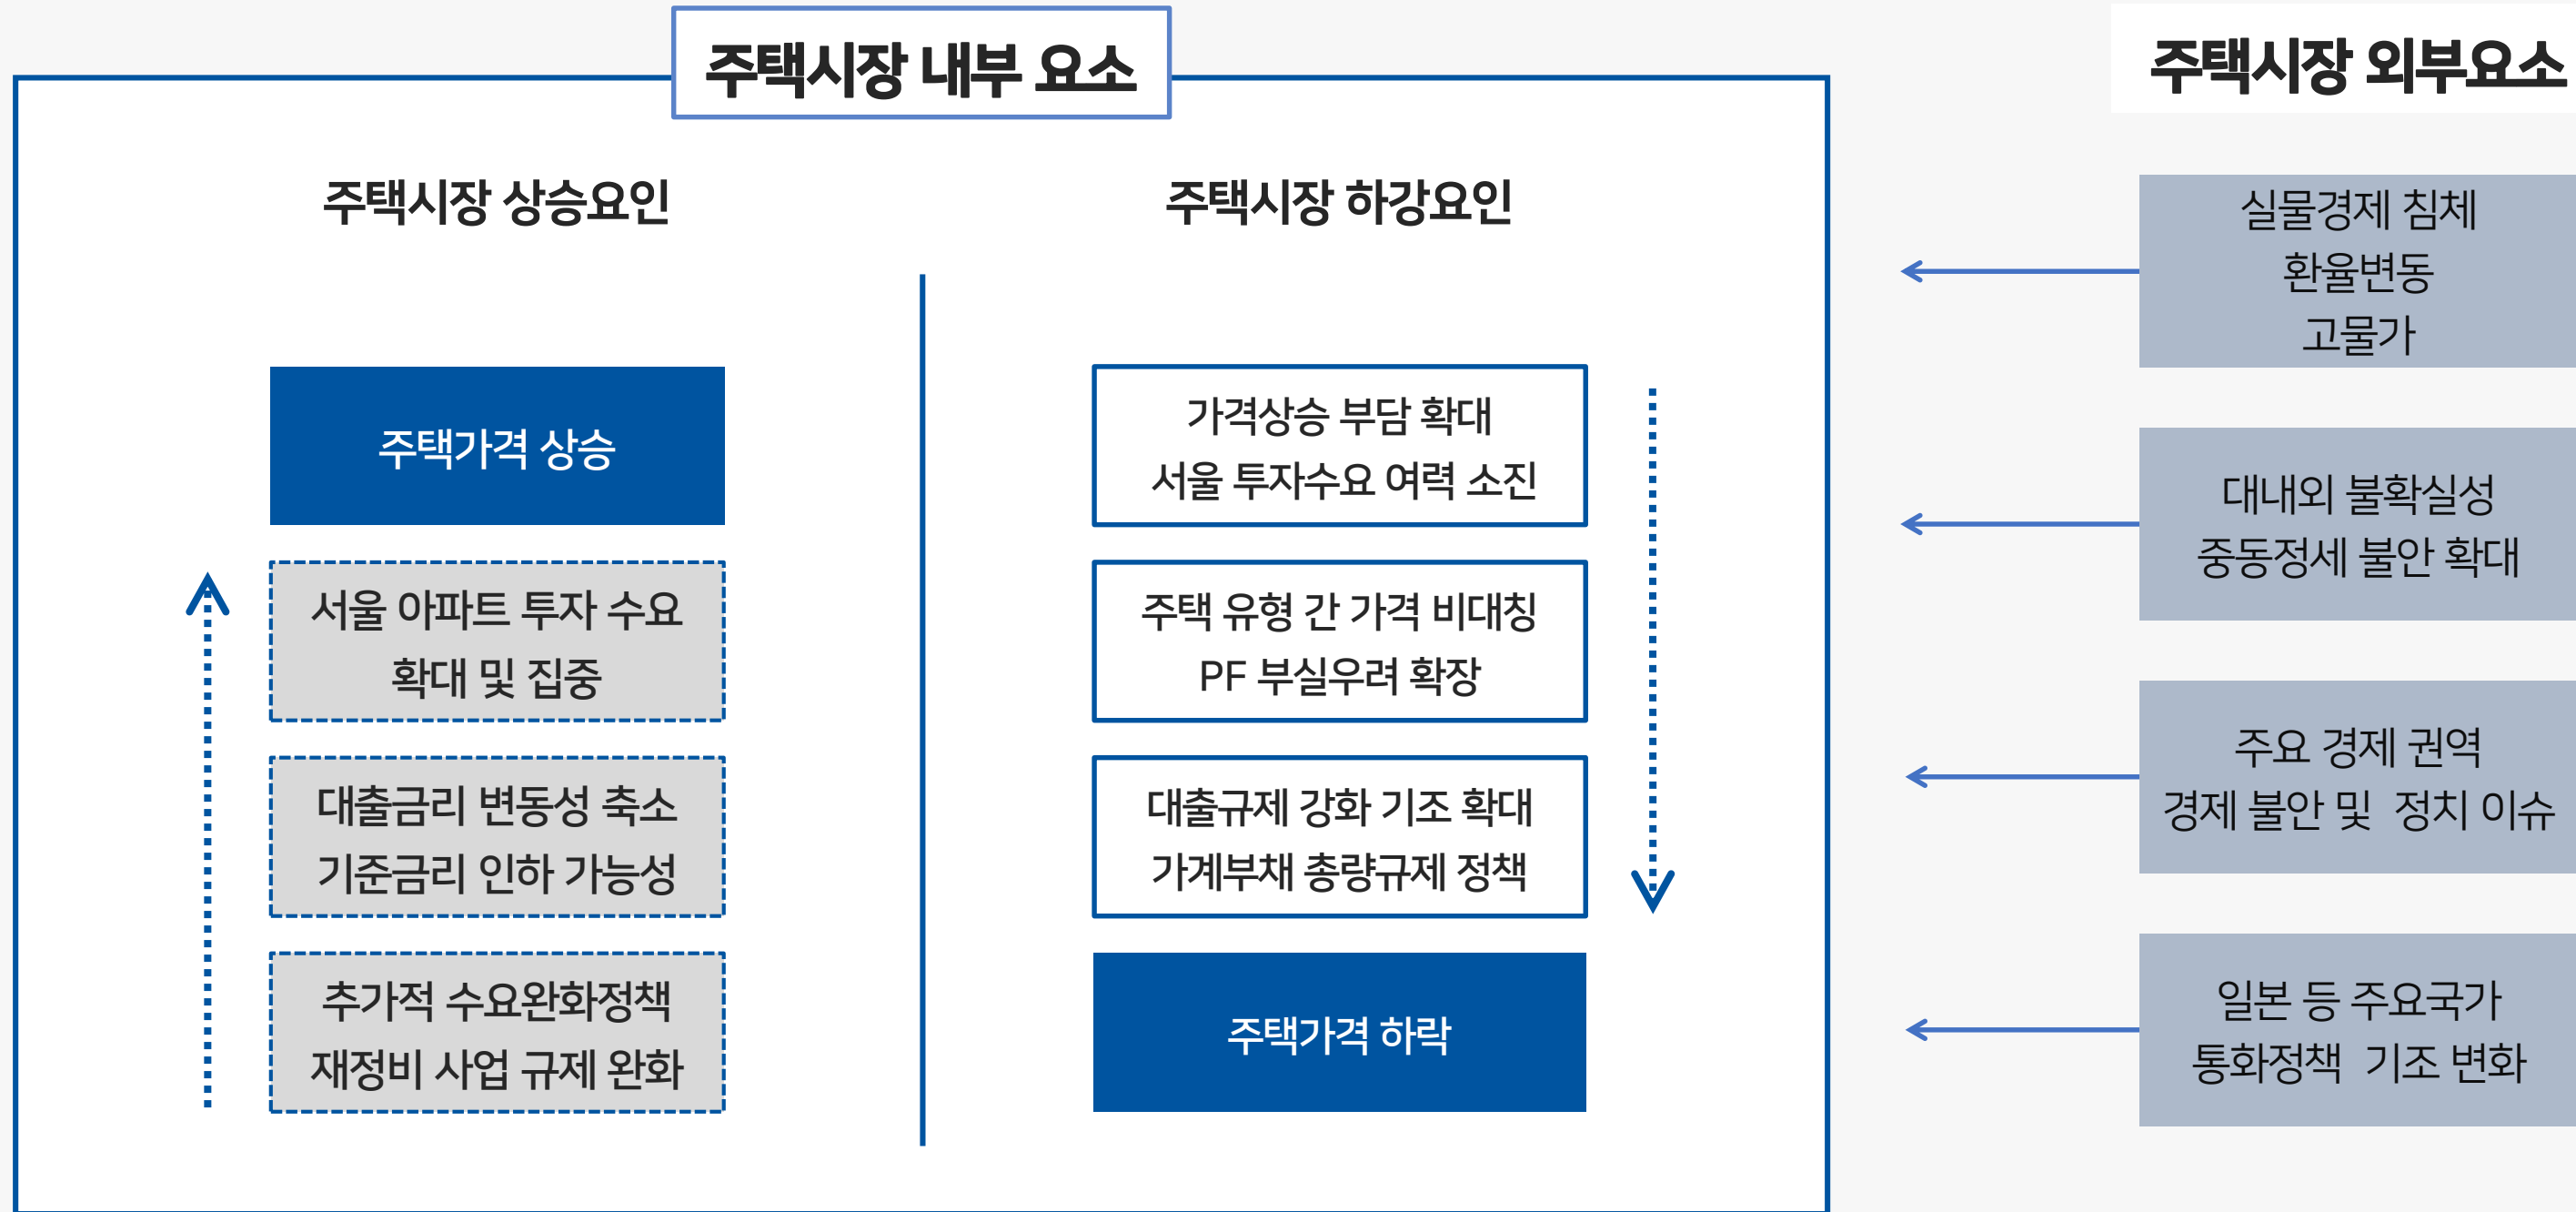 주택시장 내부 요소
주택시장 상승요인
주택가격 상승
서울 아파트 투자 수요
확대 및 집중
대출금리 변동성 축소
기준금리 인하 가능성
추가적 수요완화정책
재정비 사업 규제 완화
주택시장 하강요인
가격상승 부담 확대
서울 투자수요 여력 소진
주택 유형 간 가격 비대칭
PF 부실우려 확장
대출규제 강화 기조 확대
가계부채 총량규제 정책
주택가격 하락
주택시장 외부요소
실물경제 침체
환율변동
고물가
대내외 불확실성
중동정세 불안 확대
주요 경제 권역
경제 불안 및 정치 이슈
일본 등 주요국가
통화정책 기조 변화